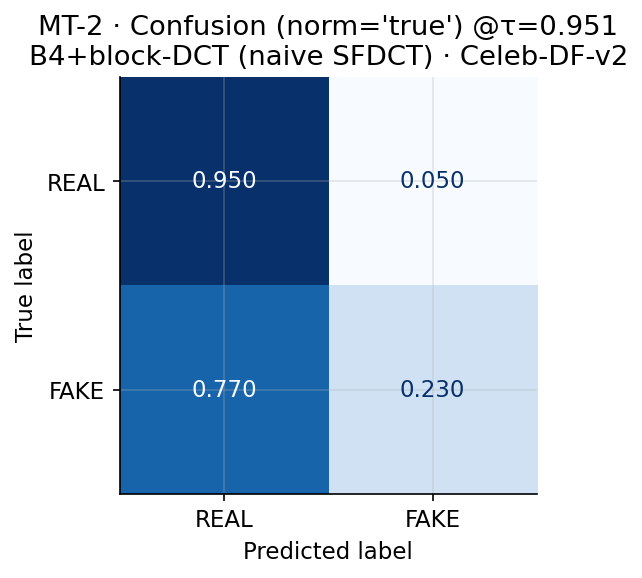 MT-2 · Confusion (norm='true') @τ=0.951
B4+block-DCT (naive SFDCT) · Celeb-DF-v2
REAL
0.950
0.050
True label
FAKE
0.770
0.230
REAL
FAKE
Predicted label